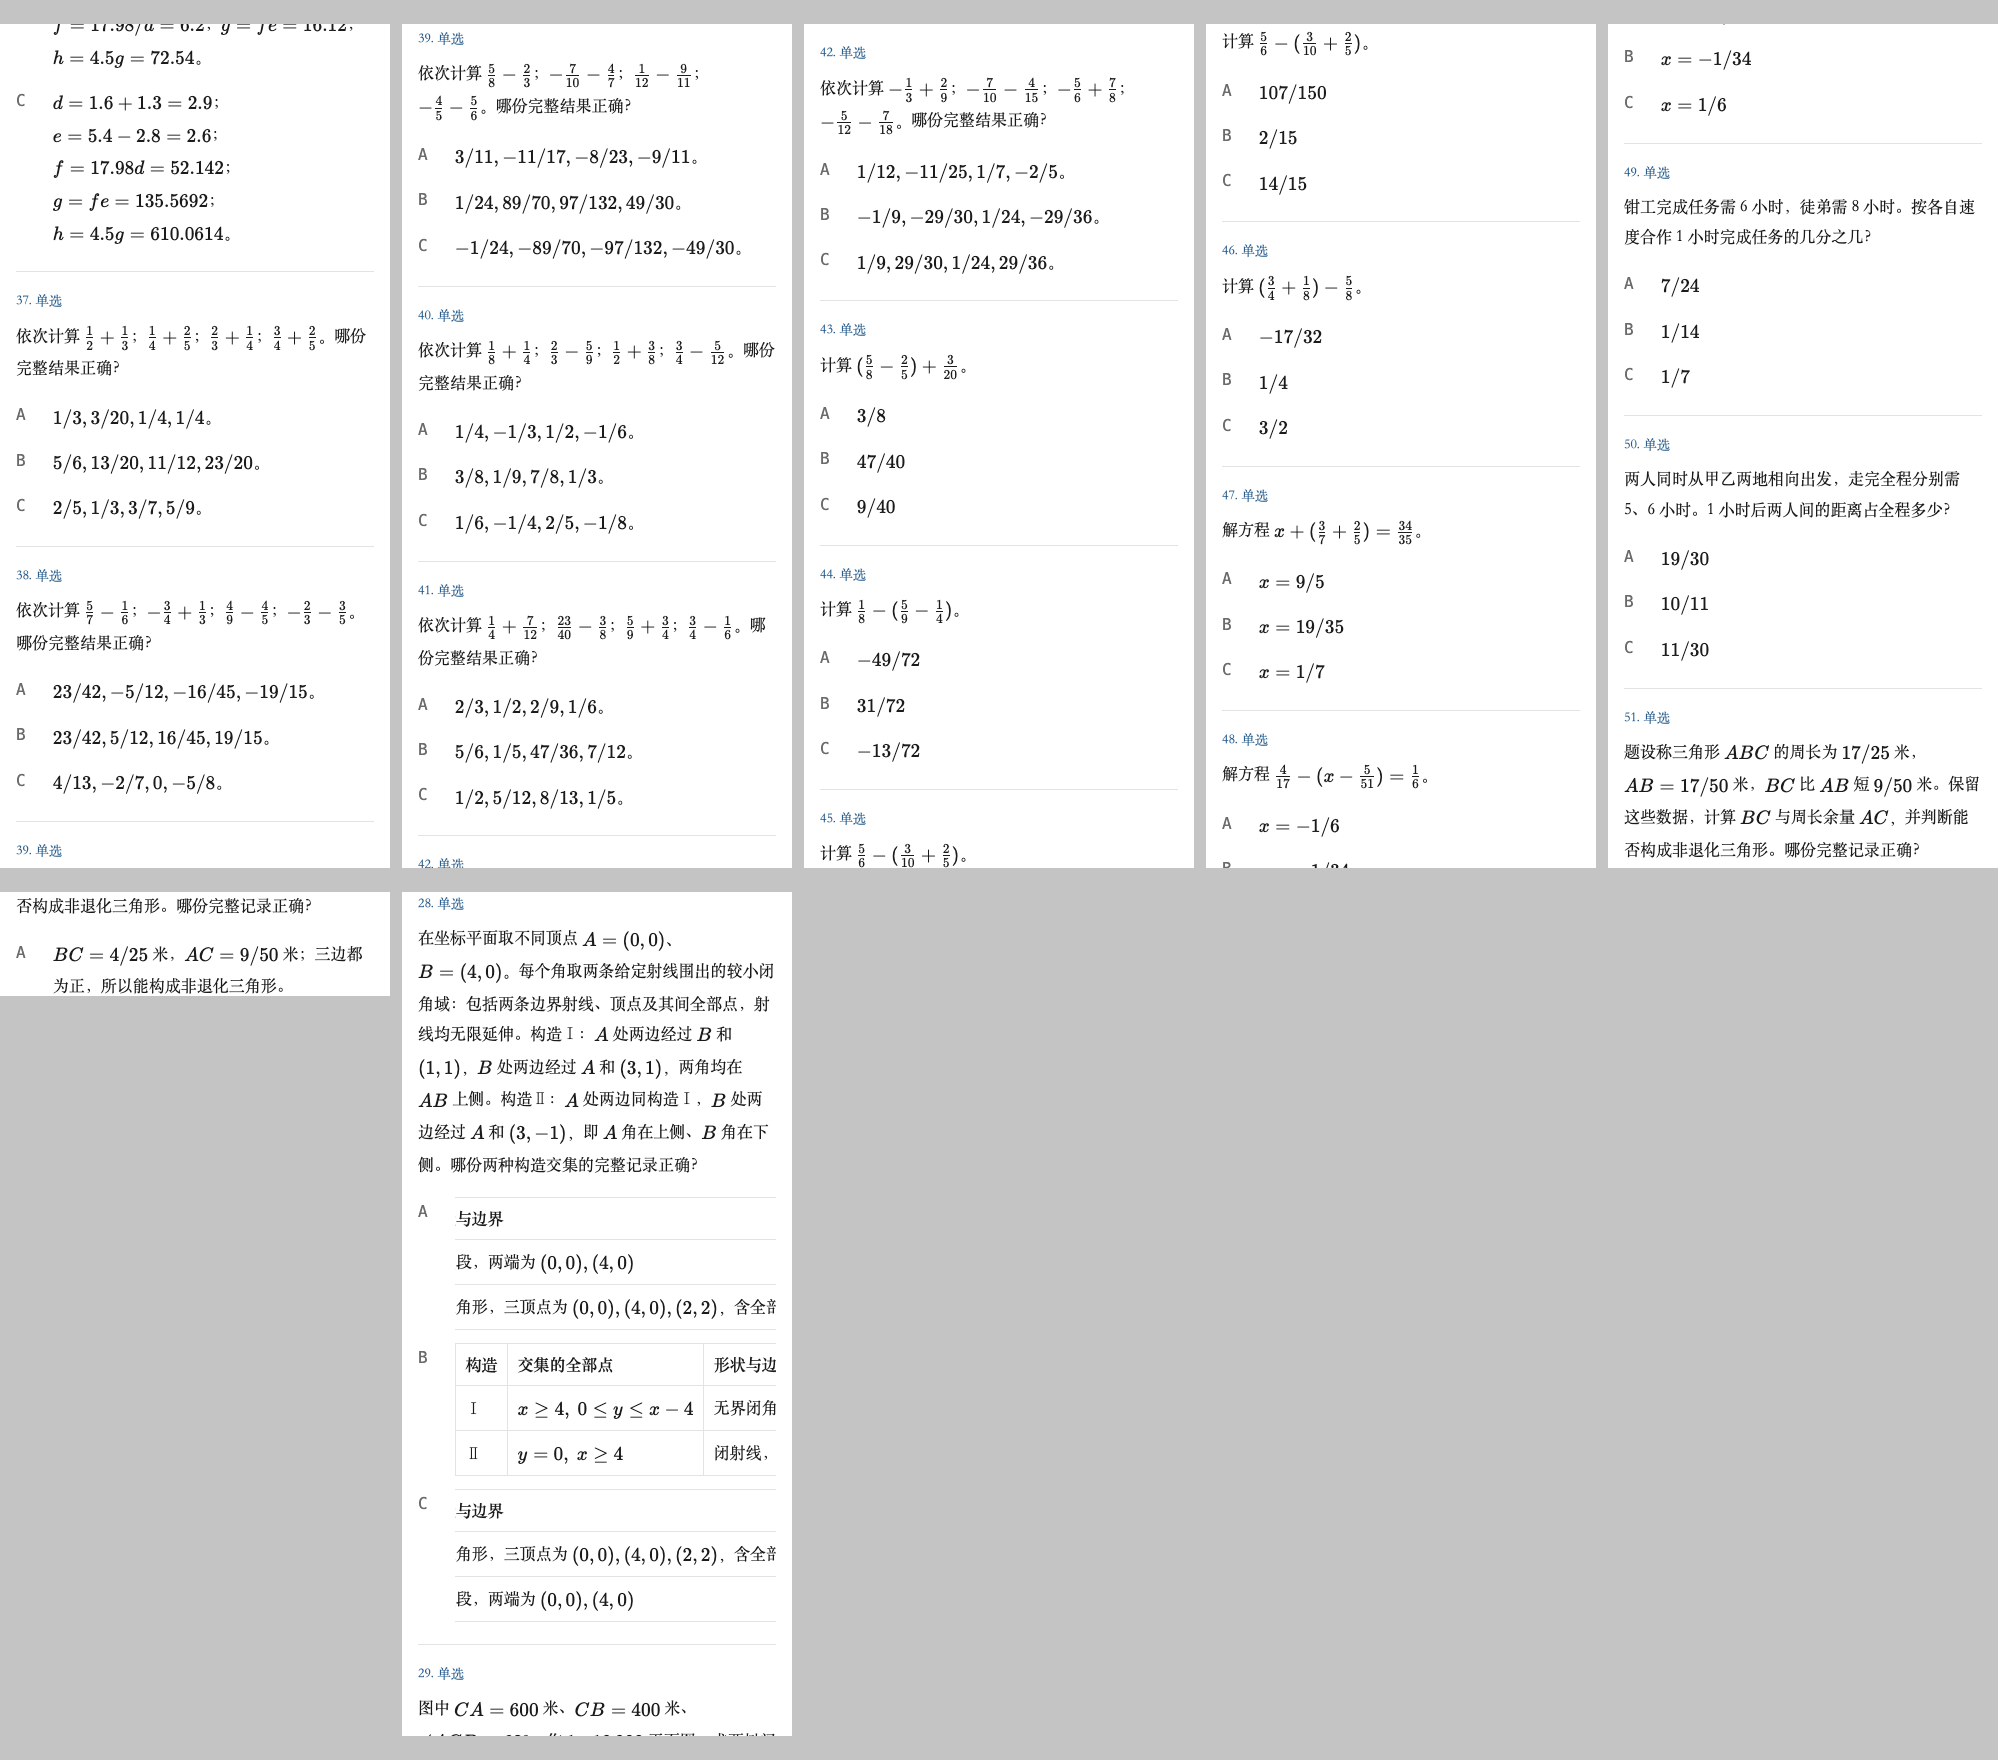 f = 17.98/d = 6.2; g = fe = 16.12;
h = 4.5g = 72.54。
C d = 1.6 + 1.3 = 2.9;
e = 5.4 − 2.8 = 2.6;
f = 17.98d = 52.142;
g = fe = 135.5692;
h = 4.5g = 610.0614。
37. 单选
依次计算 1/2 + 1/3; 1/4 + 2/5; 2/3 + 1/4; 3/4 + 2/5。哪份
完整结果正确?
A 1/3, 3/20, 1/4, 1/4。
B 5/6, 13/20, 11/12, 23/20。
C 2/5, 1/3, 3/7, 5/9。
38. 单选
依次计算 5/7 − 1/6; −3/4 + 1/3; 4/9 − 4/5; −2/3 − 3/5。
哪份完整结果正确?
A 23/42, −5/12, −16/45, −19/15。
B 23/42, 5/12, 16/45, 19/15。
C 4/13, −2/7, 0, −5/8。
39. 单选
39. 单选
依次计算 5/8 − 2/3; −7/10 − 4/7; 1/12 − 9/11;
−4/5 − 5/6。哪份完整结果正确?
A 3/11, −11/17, −8/23, −9/11。
B 1/24, 89/70, 97/132, 49/30。
C −1/24, −89/70, −97/132, −49/30。
40. 单选
依次计算 1/8 + 1/4; 2/3 − 5/9; 1/2 + 3/8; 3/4 − 5/12。哪份
完整结果正确?
A 1/4, −1/3, 1/2, −1/6。
B 3/8, 1/9, 7/8, 1/3。
C 1/6, −1/4, 2/5, −1/8。
41. 单选
依次计算 1/4 + 7/12; 23/40 − 3/8; 5/9 + 3/4; 3/4 − 1/6。哪
份完整结果正确?
A 2/3, 1/2, 2/9, 1/6。
B 5/6, 1/5, 47/36, 7/12。
C 1/2, 5/12, 8/13, 1/5。
42. 单选
42. 单选
依次计算 −1/3 + 2/9; −7/10 − 4/15; −5/6 + 7/8;
−5/12 − 7/18。哪份完整结果正确?
A 1/12, −11/25, 1/7, −2/5。
B −1/9, −29/30, 1/24, −29/36。
C 1/9, 29/30, 1/24, 29/36。
43. 单选
计算 (5/8 − 2/5) + 3/20。
A 3/8
B 47/40
C 9/40
44. 单选
计算 1/8 − (5/9 − 1/4)。
A −49/72
B 31/72
C −13/72
45. 单选
计算 5/6 − (3/10 + 2/5)。
计算 5/6 − (3/10 + 2/5)。
A 107/150
B 2/15
C 14/15
46. 单选
计算 (3/4 + 1/8) − 5/8。
A −17/32
B 1/4
C 3/2
47. 单选
解方程 x + (3/7 + 2/5) = 34/35。
A x = 9/5
B x = 19/35
C x = 1/7
48. 单选
解方程 4/17 − (x − 5/51) = 1/6。
A x = −1/6
B x = −1/34
C x = 1/6
49. 单选
钳工完成任务需 6 小时，徒弟需 8 小时。按各自速
度合作 1 小时完成任务的几分之几?
A 7/24
B 1/14
C 1/7
50. 单选
两人同时从甲乙两地相向出发，走完全程分别需
5、6 小时。1 小时后两人间的距离占全程多少?
A 19/30
B 10/11
C 11/30
51. 单选
题设称三角形 ABC 的周长为 17/25 米，
AB = 17/50 米，BC 比 AB 短 9/50 米。保留
这些数据，计算 BC 与周长余量 AC，并判断能
否构成非退化三角形。哪份完整记录正确?
否构成非退化三角形。哪份完整记录正确?
A BC = 4/25 米，AC = 9/50 米；三边都
为正，所以能构成非退化三角形。
28. 单选
在坐标平面取不同顶点 A = (0, 0)、
B = (4, 0)。每个角取两条给定射线围出的较小闭
角域：包括两条边界射线、顶点及其间全部点，射
线均无限延伸。构造 Ⅰ：A 处两边经过 B 和
(1, 1)，B 处两边经过 A 和 (3, 1)，两角均在
AB 上侧。构造 Ⅱ：A 处两边同构造 Ⅰ，B 处两
边经过 A 和 (3, −1)，即 A 角在上侧、B 角在下
侧。哪份两种构造交集的完整记录正确?
A 与边界
段，两端为 (0, 0), (4, 0)
角形，三顶点为 (0, 0), (4, 0), (2, 2)，含全
B 构造 交集的全部点 形状与边
Ⅰ x ≥ 4, 0 ≤ y ≤ x − 4 无界闭角
Ⅱ y = 0, x ≥ 4 闭射线，
C 与边界
角形，三顶点为 (0, 0), (4, 0), (2, 2)，含全
段，两端为 (0, 0), (4, 0)
29. 单选
图中 CA = 600 米、CB = 400 米、